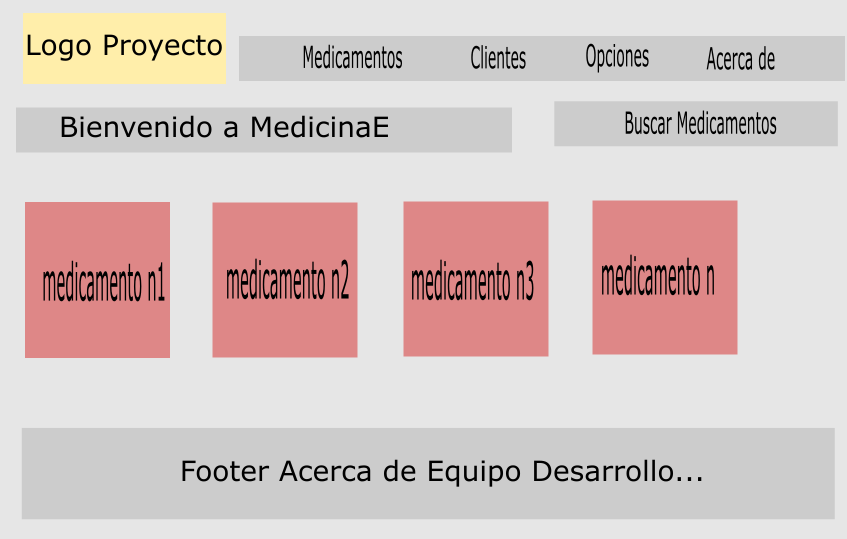 Logo Proyecto
Medicamentos
Clientes
Opciones
Acerca de
Bienvenido a MedicinaE
Buscar Medicamentos
medicamento n1
medicamento n2
medicamento n3
medicamento n
Footer Acerca de Equipo Desarrollo...